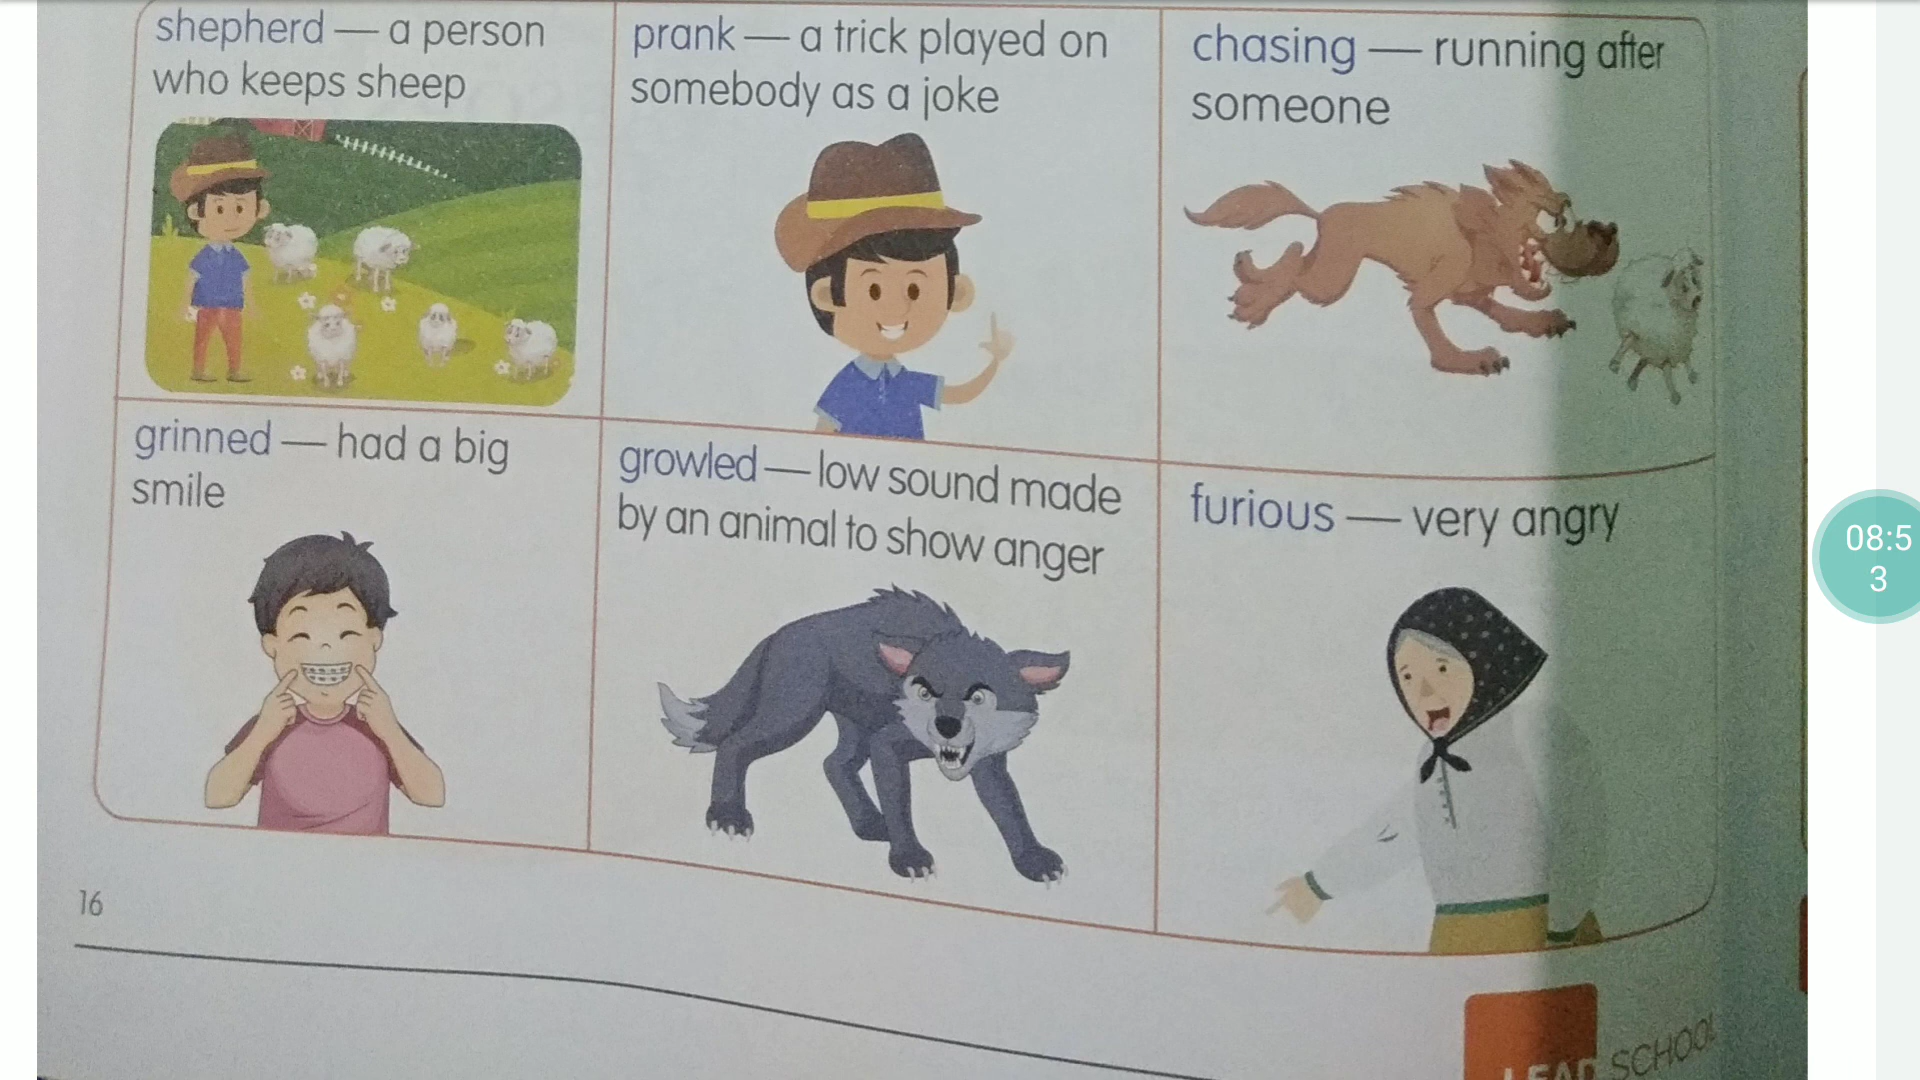 shepherd — a person
who keeps sheep
prank — a trick played on
somebody as a joke
chasing — running after
someone
grinned — had a big
smile
growled — low sound made
by an animal to show anger
furious — very angry
16
LEAD SCHOOL
08:5
3